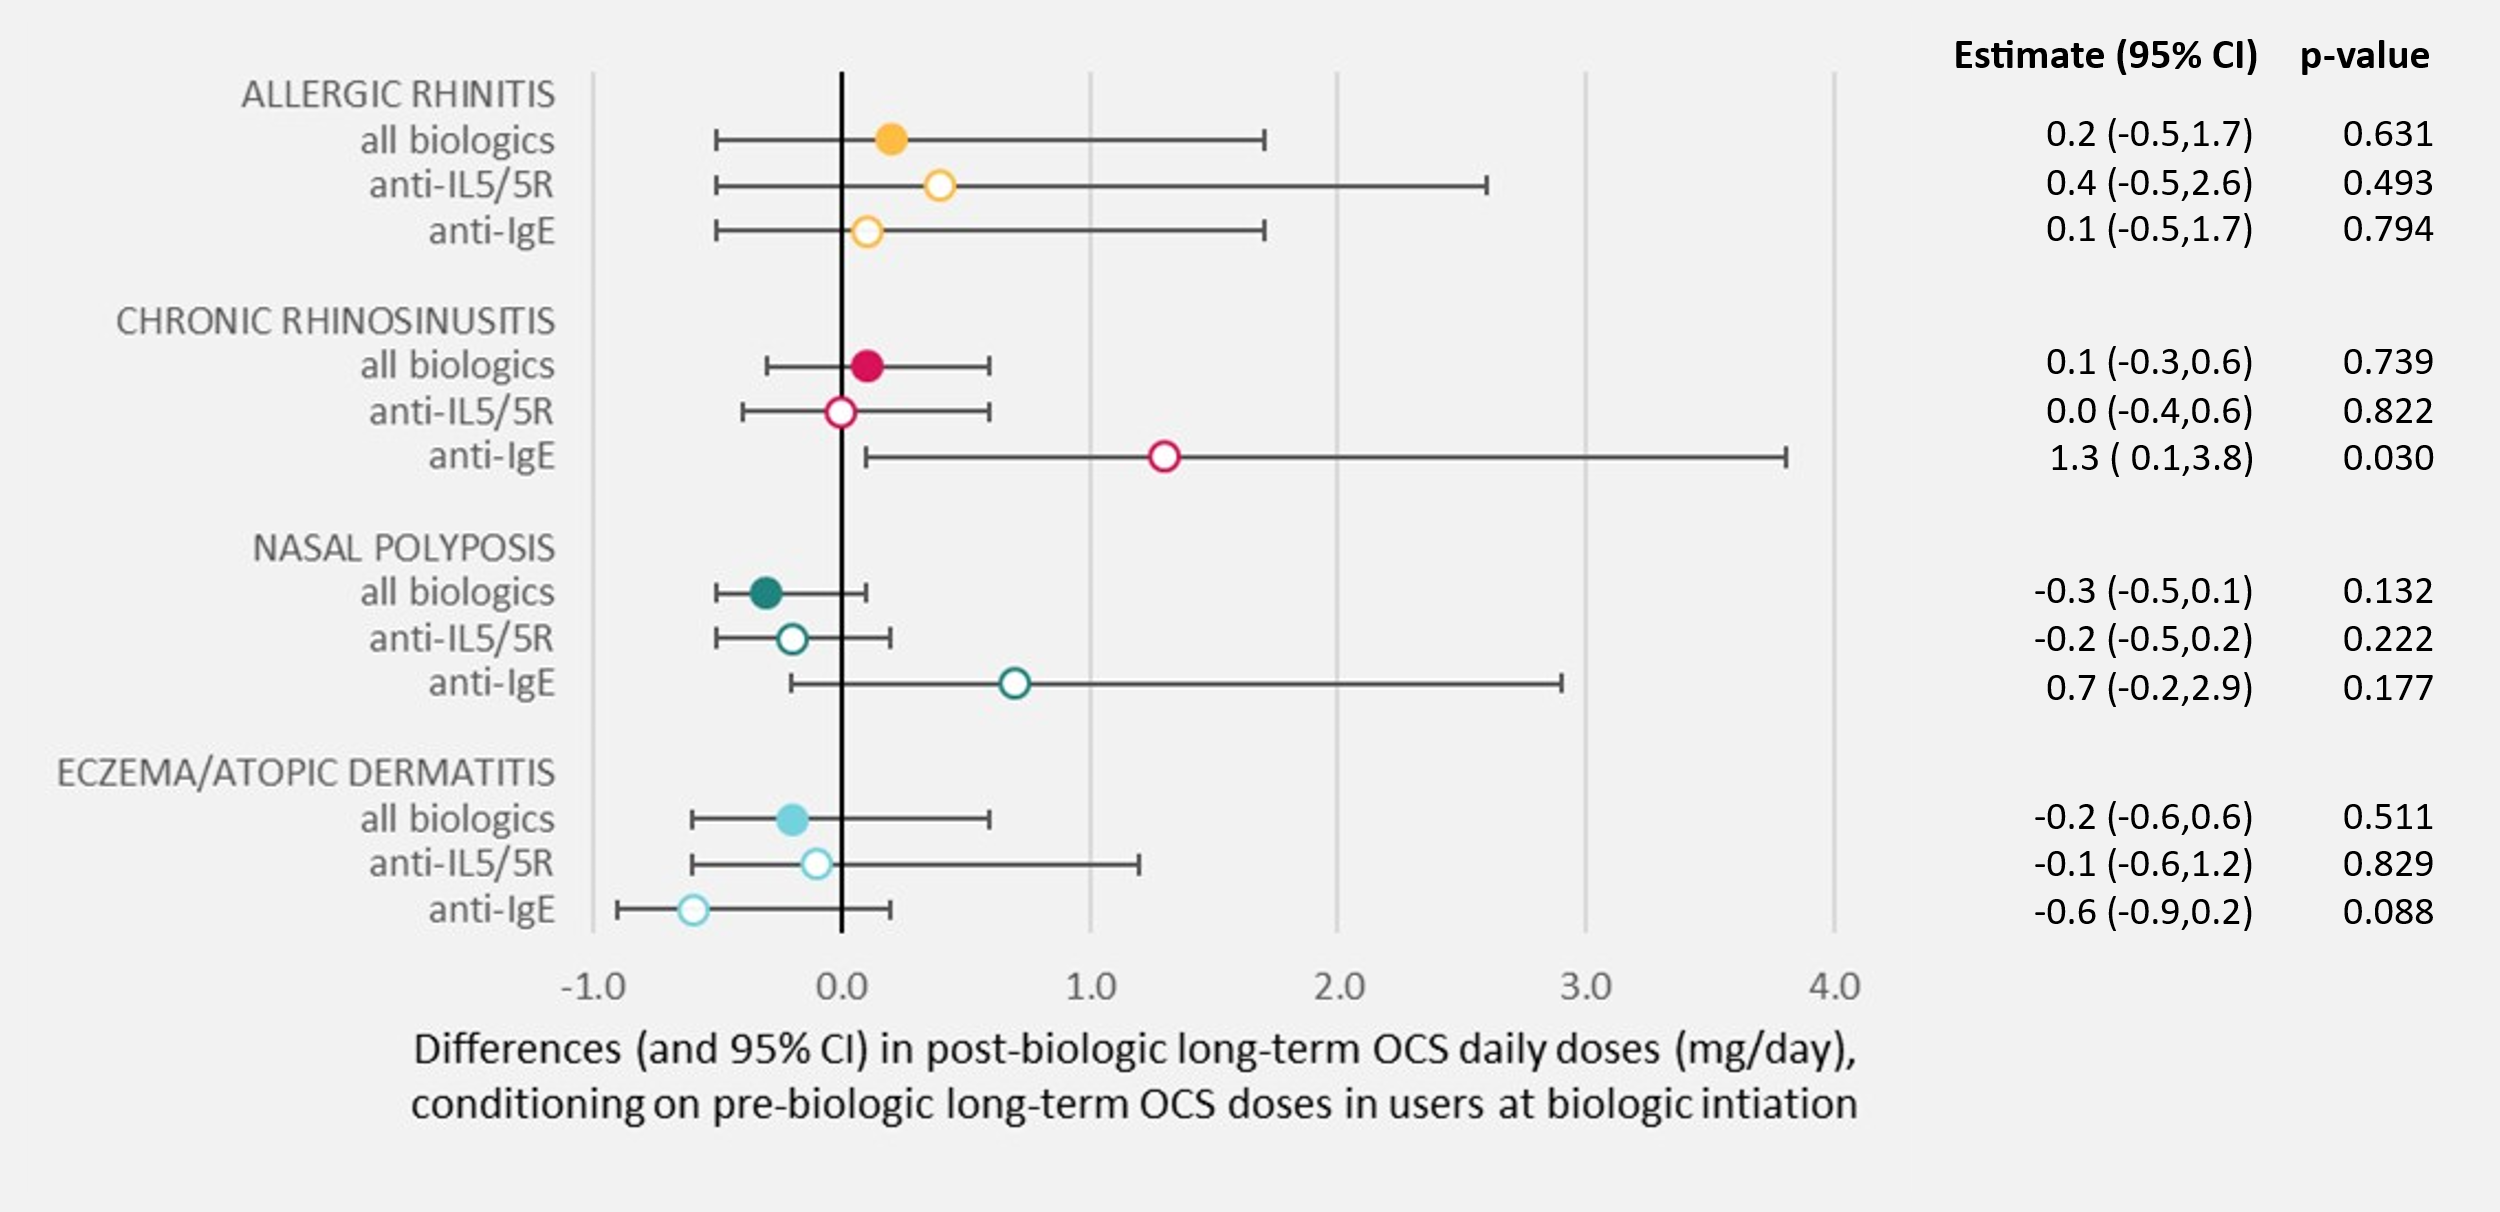 Estimate (95% CI) p-value
ALLERGIC RHINITIS
all biologics 0.2 (-0.5,1.7) 0.631
anti-IL5/5R 0.4 (-0.5,2.6) 0.493
anti-IgE 0.1 (-0.5,1.7) 0.794
CHRONIC RHINOSINUSITIS
all biologics 0.1 (-0.3,0.6) 0.739
anti-IL5/5R 0.0 (-0.4,0.6) 0.822
anti-IgE 1.3 ( 0.1,3.8) 0.030
NASAL POLYPOSIS
all biologics -0.3 (-0.5,0.1) 0.132
anti-IL5/5R -0.2 (-0.5,0.2) 0.222
anti-IgE 0.7 (-0.2,2.9) 0.177
ECZEMA/ATOPIC DERMATITIS
all biologics -0.2 (-0.6,0.6) 0.511
anti-IL5/5R -0.1 (-0.6,1.2) 0.829
anti-IgE -0.6 (-0.9,0.2) 0.088
-1.0 0.0 1.0 2.0 3.0 4.0
Differences (and 95% CI) in post-biologic long-term OCS daily doses (mg/day),
conditioning on pre-biologic long-term OCS doses in users at biologic intiation